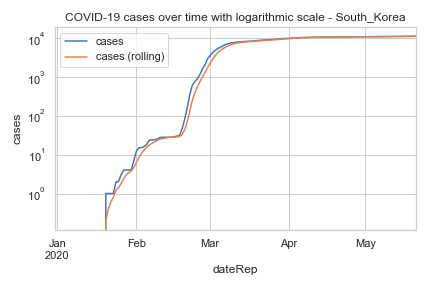 COVID-19 cases over time with logarithmic scale - South_Korea
cases
cases (rolling)
10⁴
10³
10²
10¹
10⁰
cases
Jan
2020
Feb
Mar
Apr
May
dateRep